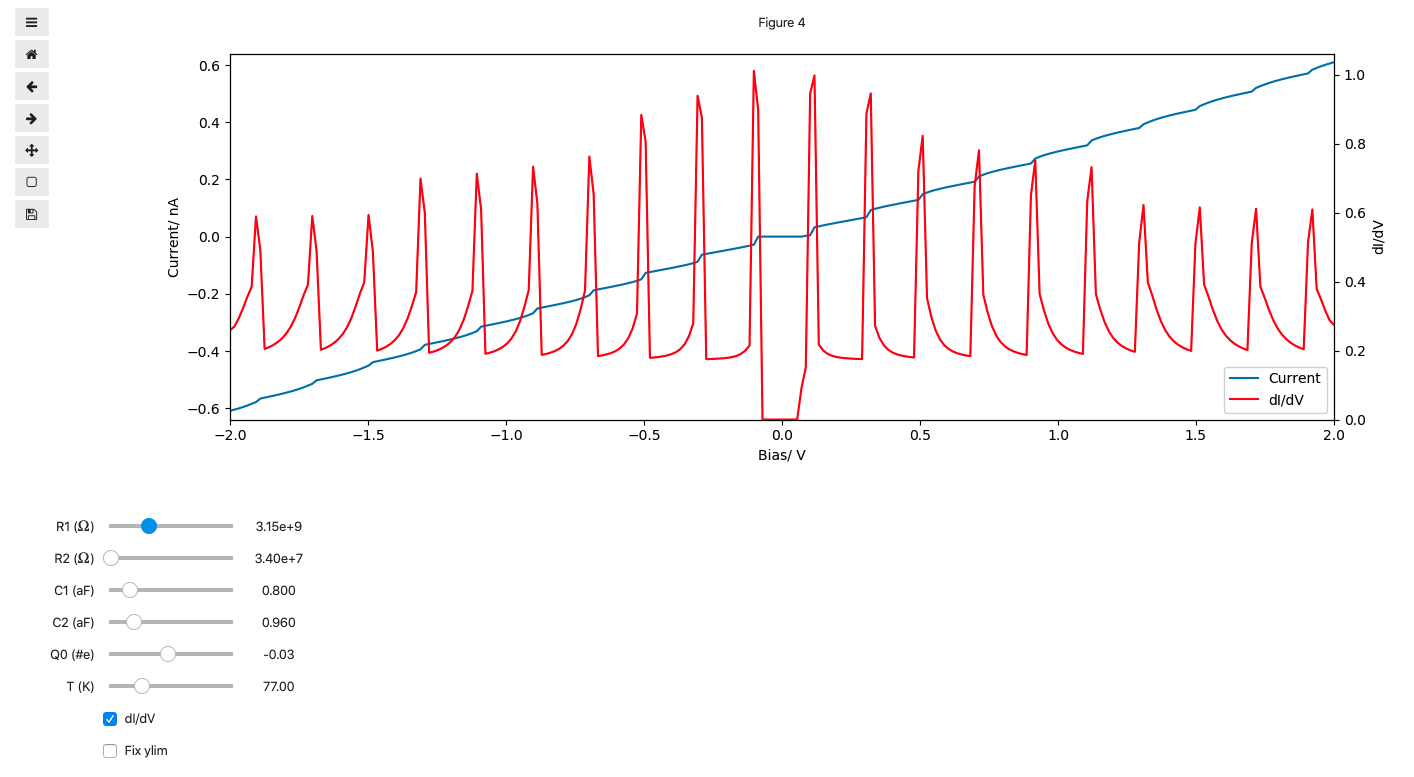 Figure 4
0.6
0.4
0.2
0.0
−0.2
−0.4
−0.6
Current/ nA
1.0
0.8
0.6
0.4
0.2
0.0
dI/dV
Current
dI/dV
−2.0 −1.5 −1.0 −0.5 0.0 0.5 1.0 1.5 2.0
Bias/ V
R1 (Ω) 3.15e+9
R2 (Ω) 3.40e+7
C1 (aF) 0.800
C2 (aF) 0.960
Q0 (#e) -0.03
T (K) 77.00
dI/dV
Fix ylim